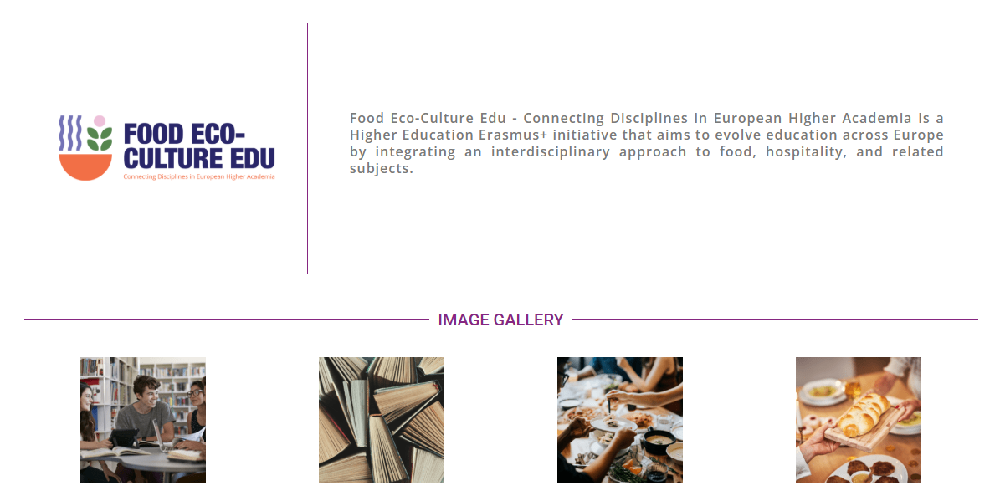 FOOD ECO-
CULTURE EDU
Connecting Disciplines in European Higher Academia
Food Eco-Culture Edu - Connecting Disciplines in European Higher Academia is a
Higher Education Erasmus+ initiative that aims to evolve education across Europe
by integrating an interdisciplinary approach to food, hospitality, and related
subjects.
IMAGE GALLERY